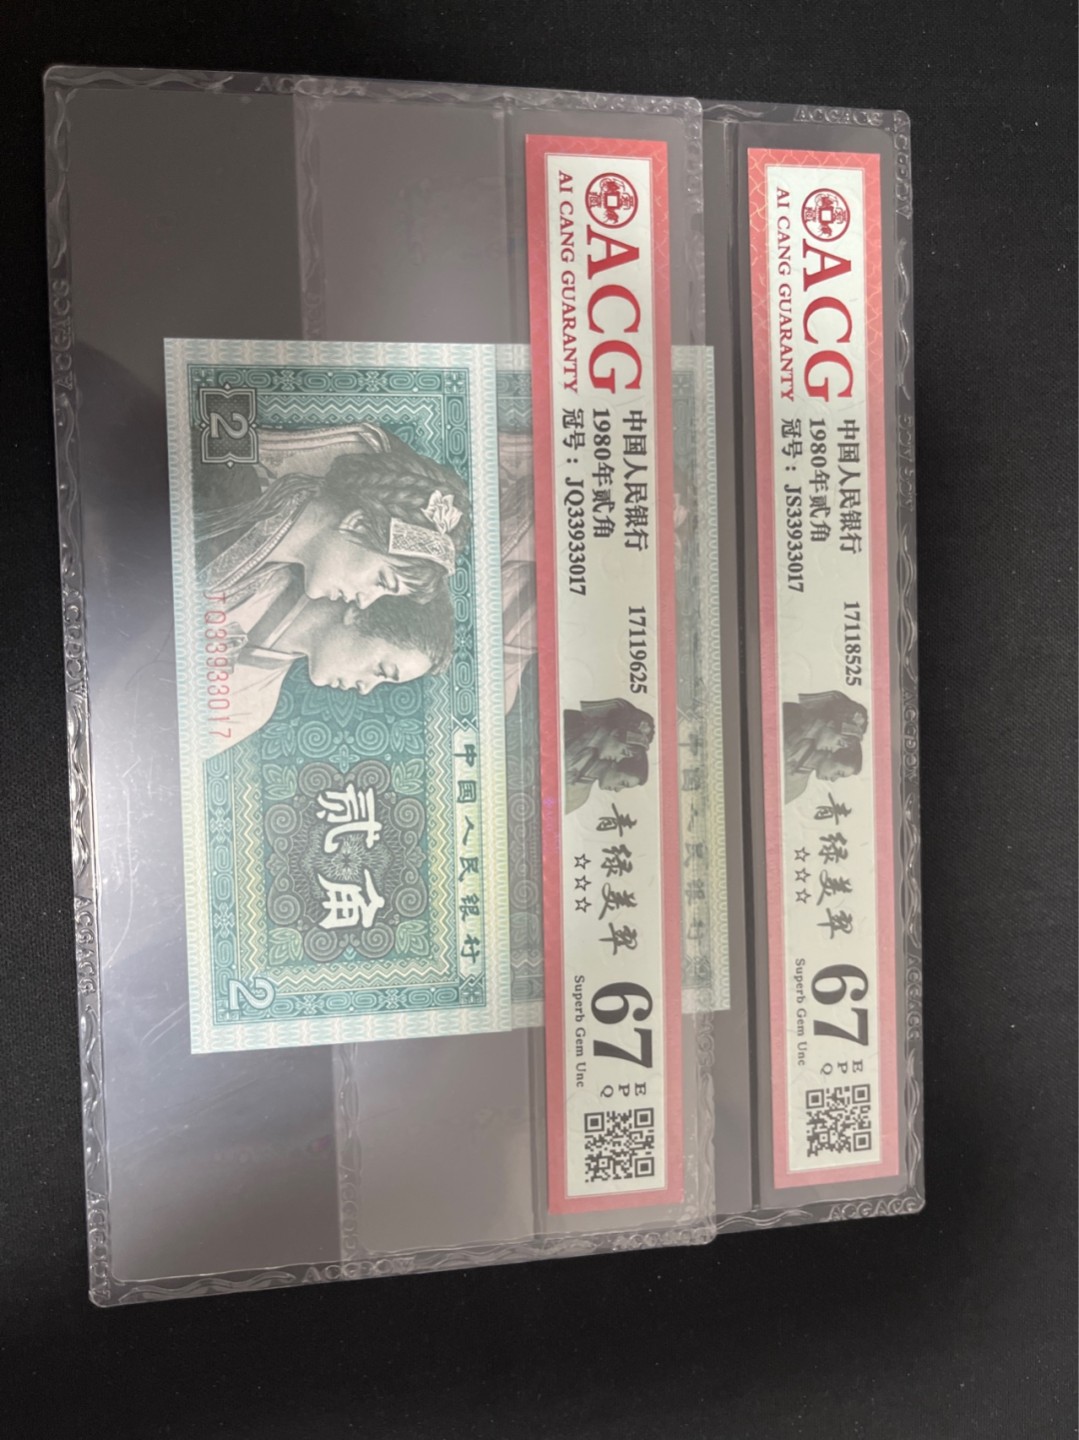 ACG
AI CANG GUARANTY
中国人民银行
1980年贰角
冠号：JS33933017
17118525
青绿美翠
☆☆☆
67
EPQ
Superb Gem Unc
ACG
AI CANG GUARANTY
中国人民银行
1980年贰角
冠号：JQ33933017
17119625
青绿美翠
☆☆☆
67
EPQ
Superb Gem Unc
2
中国人民银行
贰角
JQ33933017
2